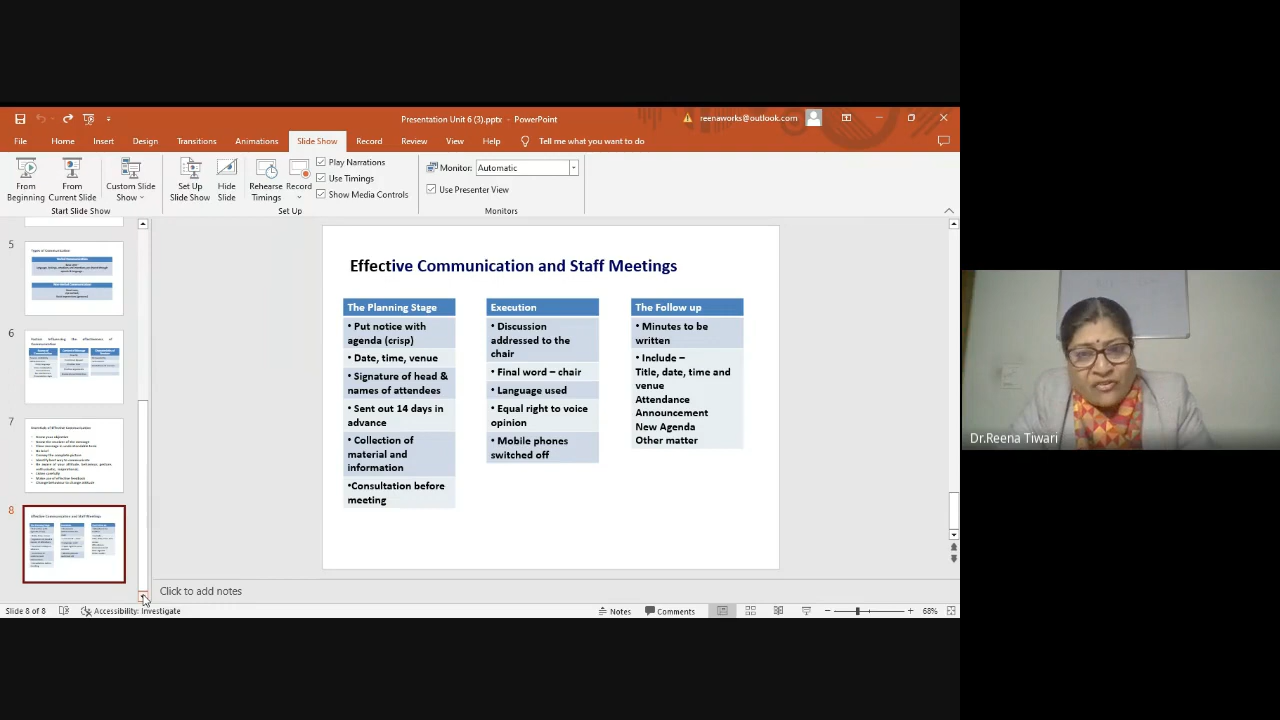 Presentation Unit 6 (3).pptx - PowerPoint
reenaworks@outlook.com
File Home Insert Design Transitions Animations Slide Show Record Review View Help Tell me what you want to do
From Beginning
From Current Slide
Custom Slide Show
Set Up Slide Show
Hide Slide
Rehearse Timings
Record
Play Narrations
Use Timings
Show Media Controls
Monitor: Automatic
Use Presenter View
Start Slide Show
Set Up
Monitors
5
6
7
8
Effective Communication and Staff Meetings
The Planning Stage
• Put notice with
agenda (crisp)
• Date, time, venue
• Signature of head &
names of attendees
• Sent out 14 days in
advance
• Collection of
material and
information
•Consultation before
meeting
Execution
• Discussion
addressed to the
chair
• Final word – chair
• Language used
• Equal right to voice
opinion
• Mobile phones
switched off
The Follow up
• Minutes to be
written
• Include –
Title, date, time and
venue
Attendance
Announcement
New Agenda
Other matter
Dr.Reena Tiwari
Click to add notes
Slide 8 of 8
Accessibility: Investigate
Notes
Comments
68%